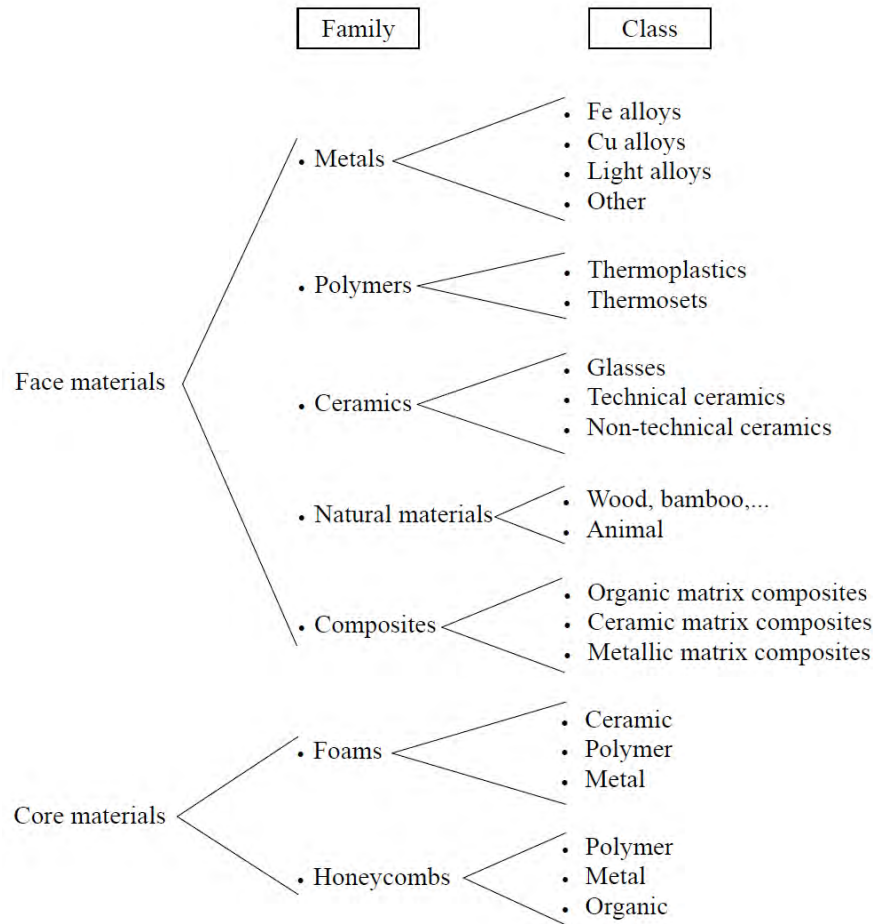 Family
Class
• Fe alloys
• Cu alloys
• Metals
• Light alloys
• Other
• Thermoplastics
• Polymers
• Thermosets
• Glasses
Face materials
• Technical ceramics
• Ceramics
• Non-technical ceramics
• Wood, bamboo,...
• Natural materials
• Animal
• Organic matrix composites
• Composites
• Ceramic matrix composites
• Metallic matrix composites
• Ceramic
• Foams
• Polymer
• Metal
Core materials
• Polymer
• Honeycombs
• Metal
• Organic